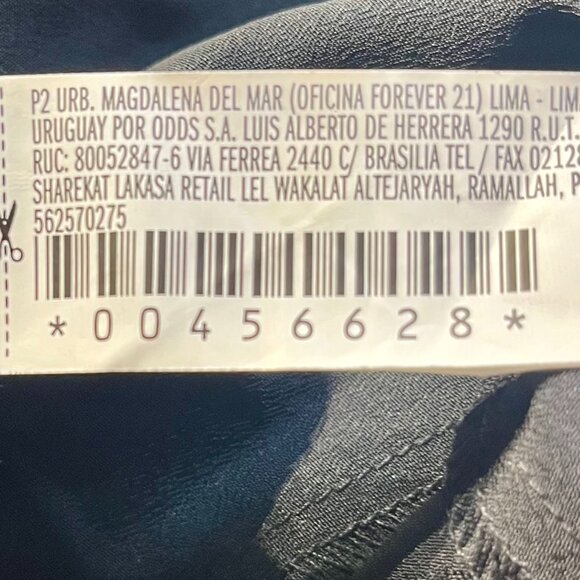 P2 URB. MAGDALENA DEL MAR (OFICINA FOREVER 21) LIMA - LIM
URUGUAY POR ODDS S.A. LUIS ALBERTO DE HERRERA 1290 R.U.T.
RUC: 80052847-6 VIA FERREA 2440 C/ BRASILIA TEL / FAX 02128
SHAREKAT LAKASA RETAIL LEL WAKALAT ALTEJARYAH, RAMALLAH, P
562570275
*00456628*